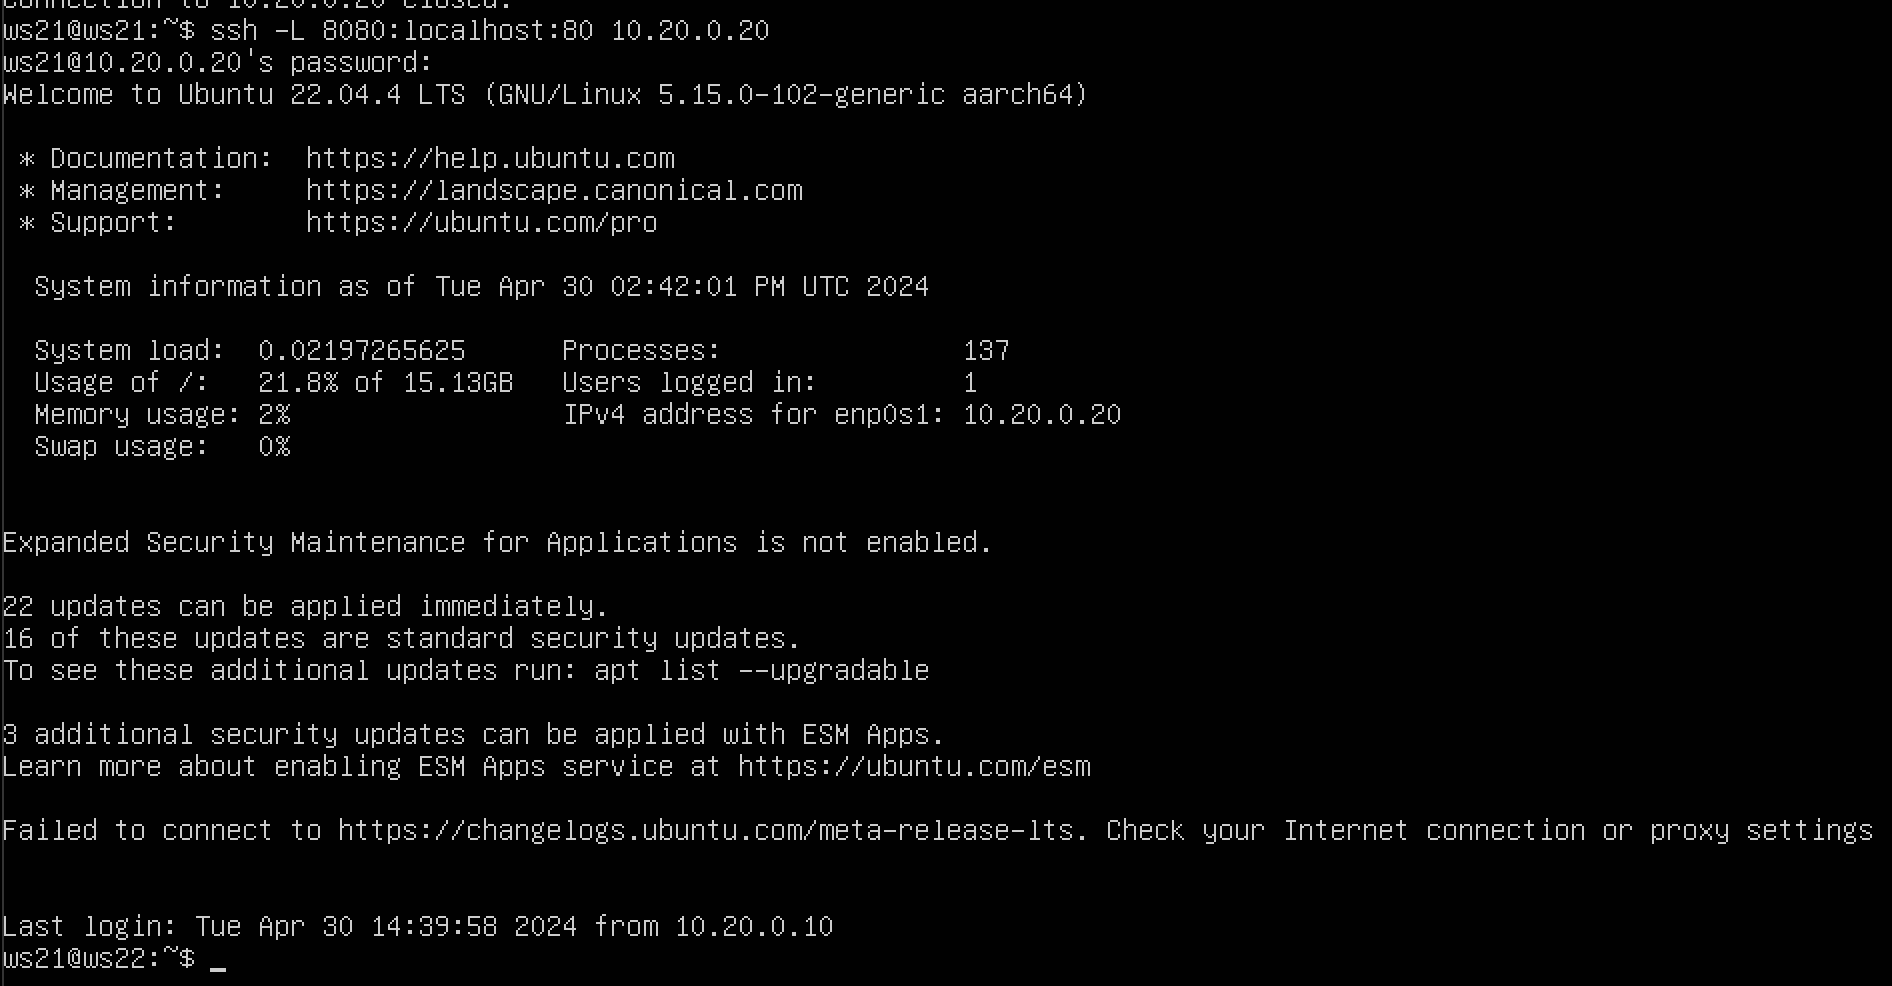 Connection to 10.20.0.20 closed.
ws21@ws21:~$ ssh -L 8080:localhost:80 10.20.0.20
ws21@10.20.0.20's password:
Welcome to Ubuntu 22.04.4 LTS (GNU/Linux 5.15.0-102-generic aarch64)
* Documentation:  https://help.ubuntu.com
* Management:     https://landscape.canonical.com
* Support:        https://ubuntu.com/pro
System information as of Tue Apr 30 02:42:01 PM UTC 2024
System load:  0.02197265625      Processes:               137
Usage of /:   21.8% of 15.13GB   Users logged in:         1
Memory usage: 2%                 IPv4 address for enp0s1: 10.20.0.20
Swap usage:   0%
Expanded Security Maintenance for Applications is not enabled.
22 updates can be applied immediately.
16 of these updates are standard security updates.
To see these additional updates run: apt list --upgradable
3 additional security updates can be applied with ESM Apps.
Learn more about enabling ESM Apps service at https://ubuntu.com/esm
Failed to connect to https://changelogs.ubuntu.com/meta-release-lts. Check your Internet connection or proxy settings
Last login: Tue Apr 30 14:39:58 2024 from 10.20.0.10
ws21@ws22:~$ _